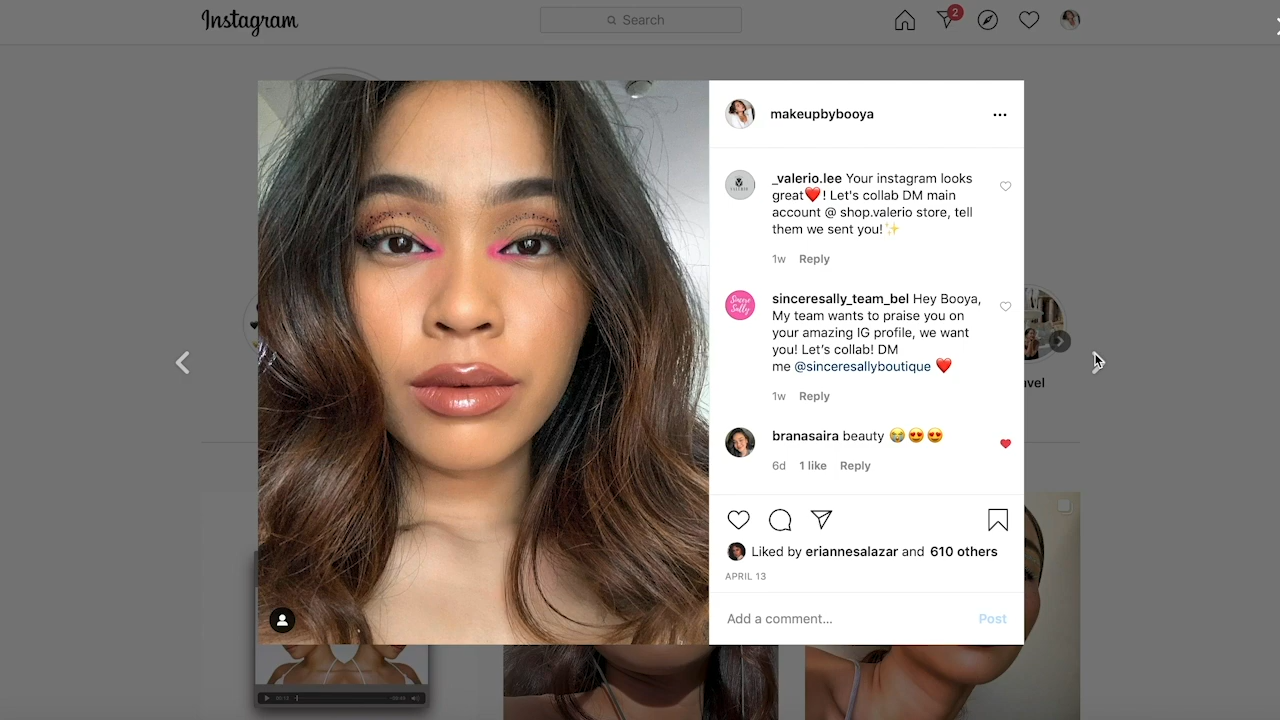 Instagram
Search
2
makeupbybooya
_valerio.lee Your instagram looks
great❤️! Let's collab DM main
account @ shop.valerio store, tell
them we sent you!✨
1w Reply
Sincere
Sally
sinceresally_team_bel Hey Booya,
My team wants to praise you on
your amazing IG profile, we want
you! Let's collab! DM
me @sinceresallyboutique ❤️
1w Reply
branasaira beauty 😭😍😍
6d 1 like Reply
vel
Liked by eriannesalazar and 610 others
APRIL 13
Add a comment... Post